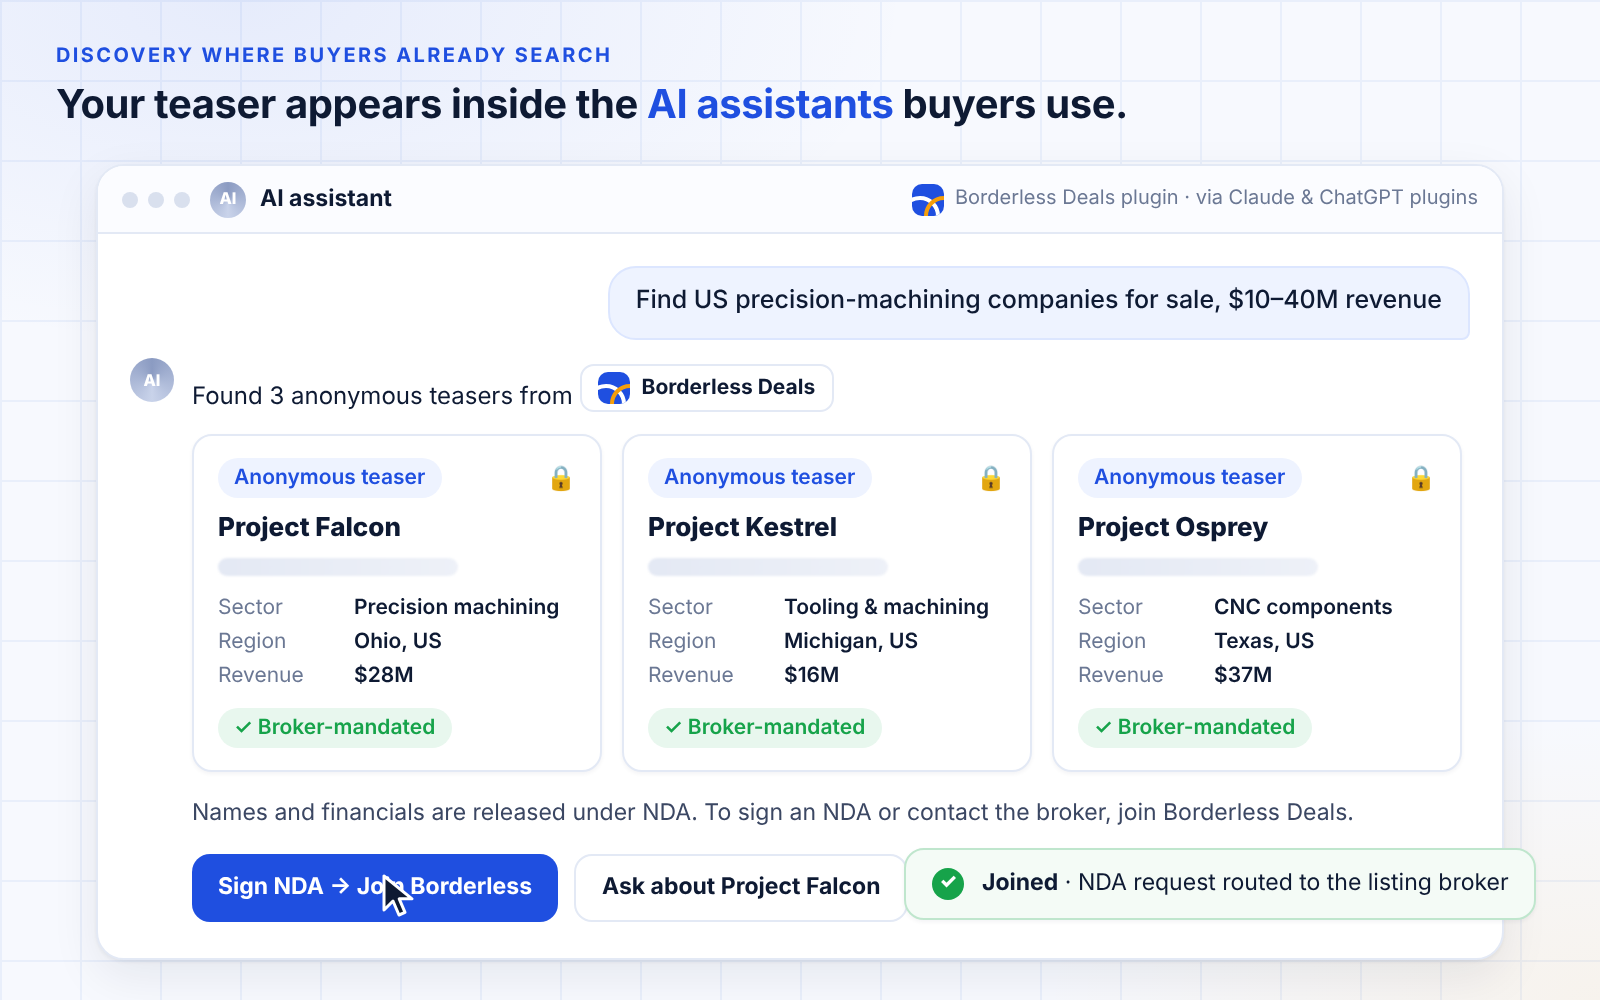 DISCOVERY WHERE BUYERS ALREADY SEARCH
Your teaser appears inside the AI assistants buyers use.
AI AI assistant
Borderless Deals plugin · via Claude & ChatGPT plugins
Find US precision-machining companies for sale, $10–40M revenue
AI
Found 3 anonymous teasers from Borderless Deals
Anonymous teaser
Project Falcon
Sector Precision machining
Region Ohio, US
Revenue $28M
✓ Broker-mandated
Anonymous teaser
Project Kestrel
Sector Tooling & machining
Region Michigan, US
Revenue $16M
✓ Broker-mandated
Anonymous teaser
Project Osprey
Sector CNC components
Region Texas, US
Revenue $37M
✓ Broker-mandated
Names and financials are released under NDA. To sign an NDA or contact the broker, join Borderless Deals.
Sign NDA → Join Borderless
Ask about Project Falcon
Joined · NDA request routed to the listing broker